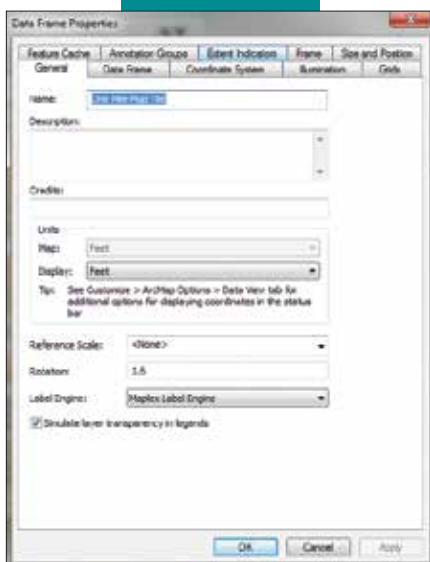 Data Frame Properties
Feature Cache Annotation Groups Extent Indicators Frame Size and Position
General Data Frame Coordinate System Illumination Grids
Name:
Description:
Credits:
Units
Map: Feet
Display: Feet
Tip: See Customize > ArcMap Options > Data View tab for
additional options for displaying coordinates in the status
bar
Reference Scale: <None>
Rotation: 1.6
Label Engine: Maplex Label Engine
Simulate layer transparency in legends
OK Cancel Apply